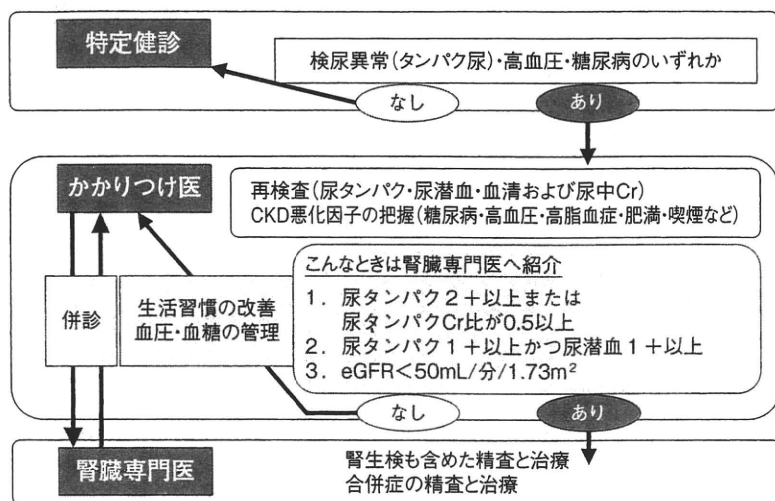 特定健診
検尿異常(タンパク尿)・高血圧・糖尿病のいずれか
なし
あり
かかりつけ医
再検査(尿タンパク・尿潜血・血清および尿中Cr)
CKD悪化因子の把握(糖尿病・高血圧・高脂血症・肥満・喫煙など)
併診
生活習慣の改善
血圧・血糖の管理
こんなときは腎臓専門医へ紹介
1. 尿タンパク2+以上または
尿タンパクCr比が0.5以上
2. 尿タンパク1+以上かつ尿潜血1+以上
3. eGFR<50mL/分/1.73m²
なし
あり
腎臓専門医
腎生検も含めた精査と治療
合併症の精査と治療